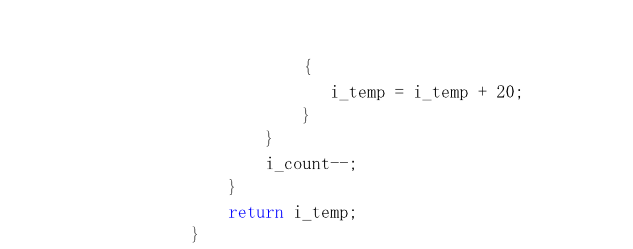 {
i_temp = i_temp + 20;
}
}
i_count--;
}
return i_temp;
}